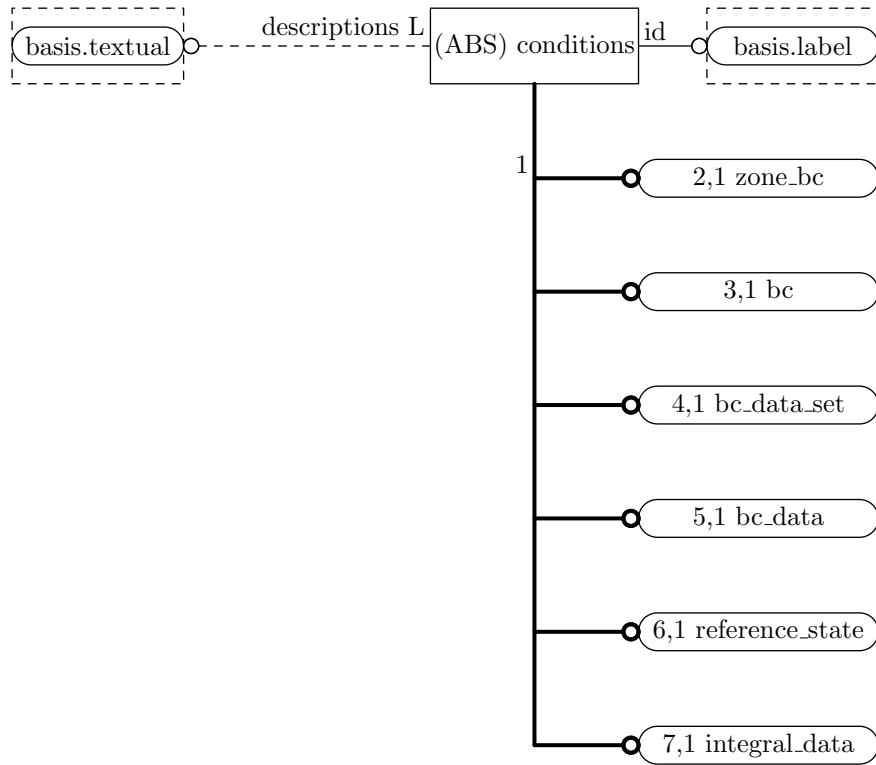 descriptions L
basis.textual
(ABS) conditions
id
basis.label
1
2,1 zone_bc
3,1 bc
4,1 bc_data_set
5,1 bc_data
6,1 reference_state
7,1 integral_data